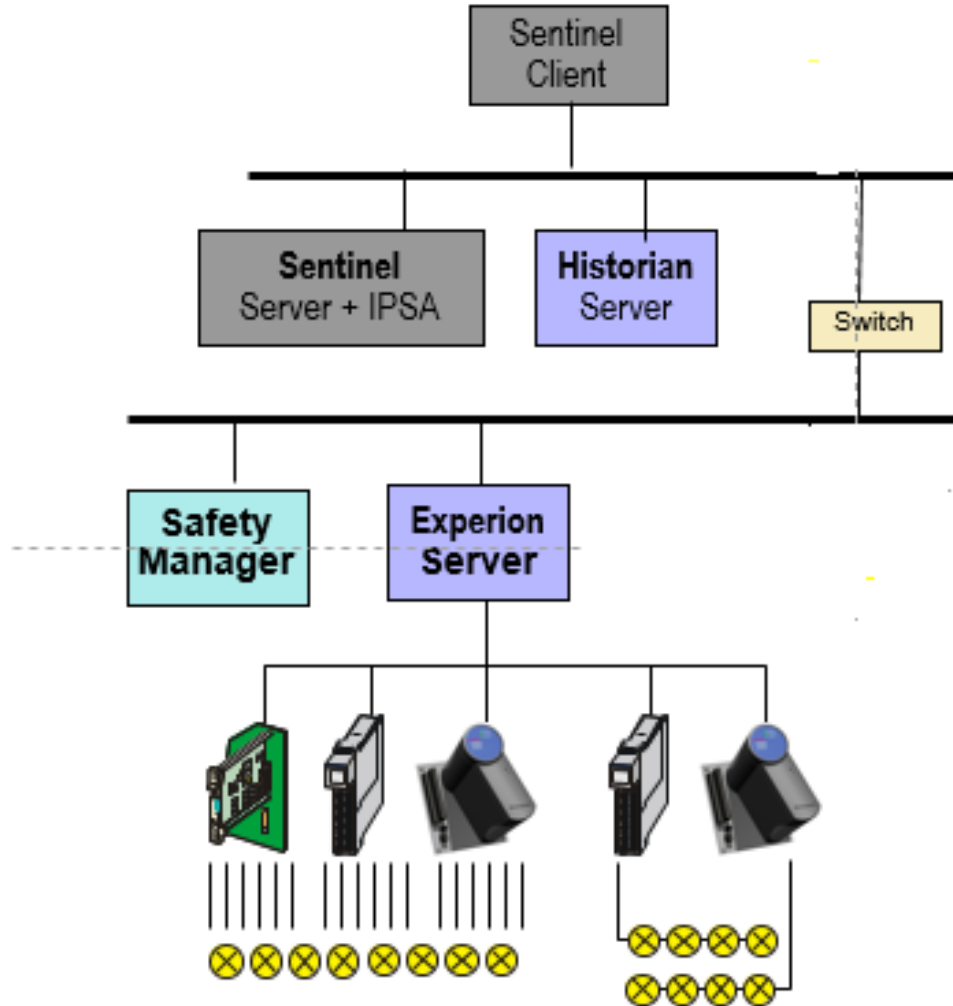 Sentinel
Client
Sentinel
Server + IPSA
Historian
Server
Switch
Safety
Manager
Experion
Server